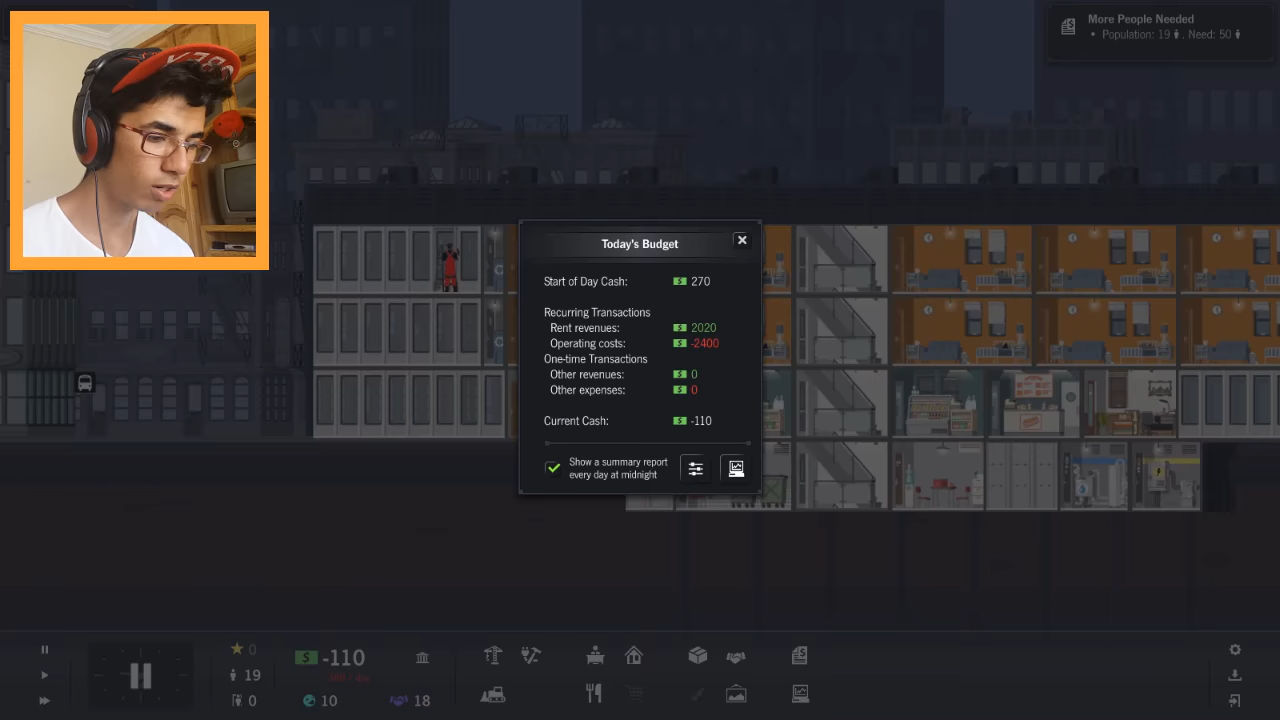 More People Needed
• Population: 19 , Need: 50
Today's Budget
Start of Day Cash: 270
Recurring Transactions
Rent revenues: 2020
Operating costs: -2400
One-time Transactions
Other revenues: 0
Other expenses: 0
Current Cash: -110
Show a summary report
every day at midnight
0
-110
19
0
10
18